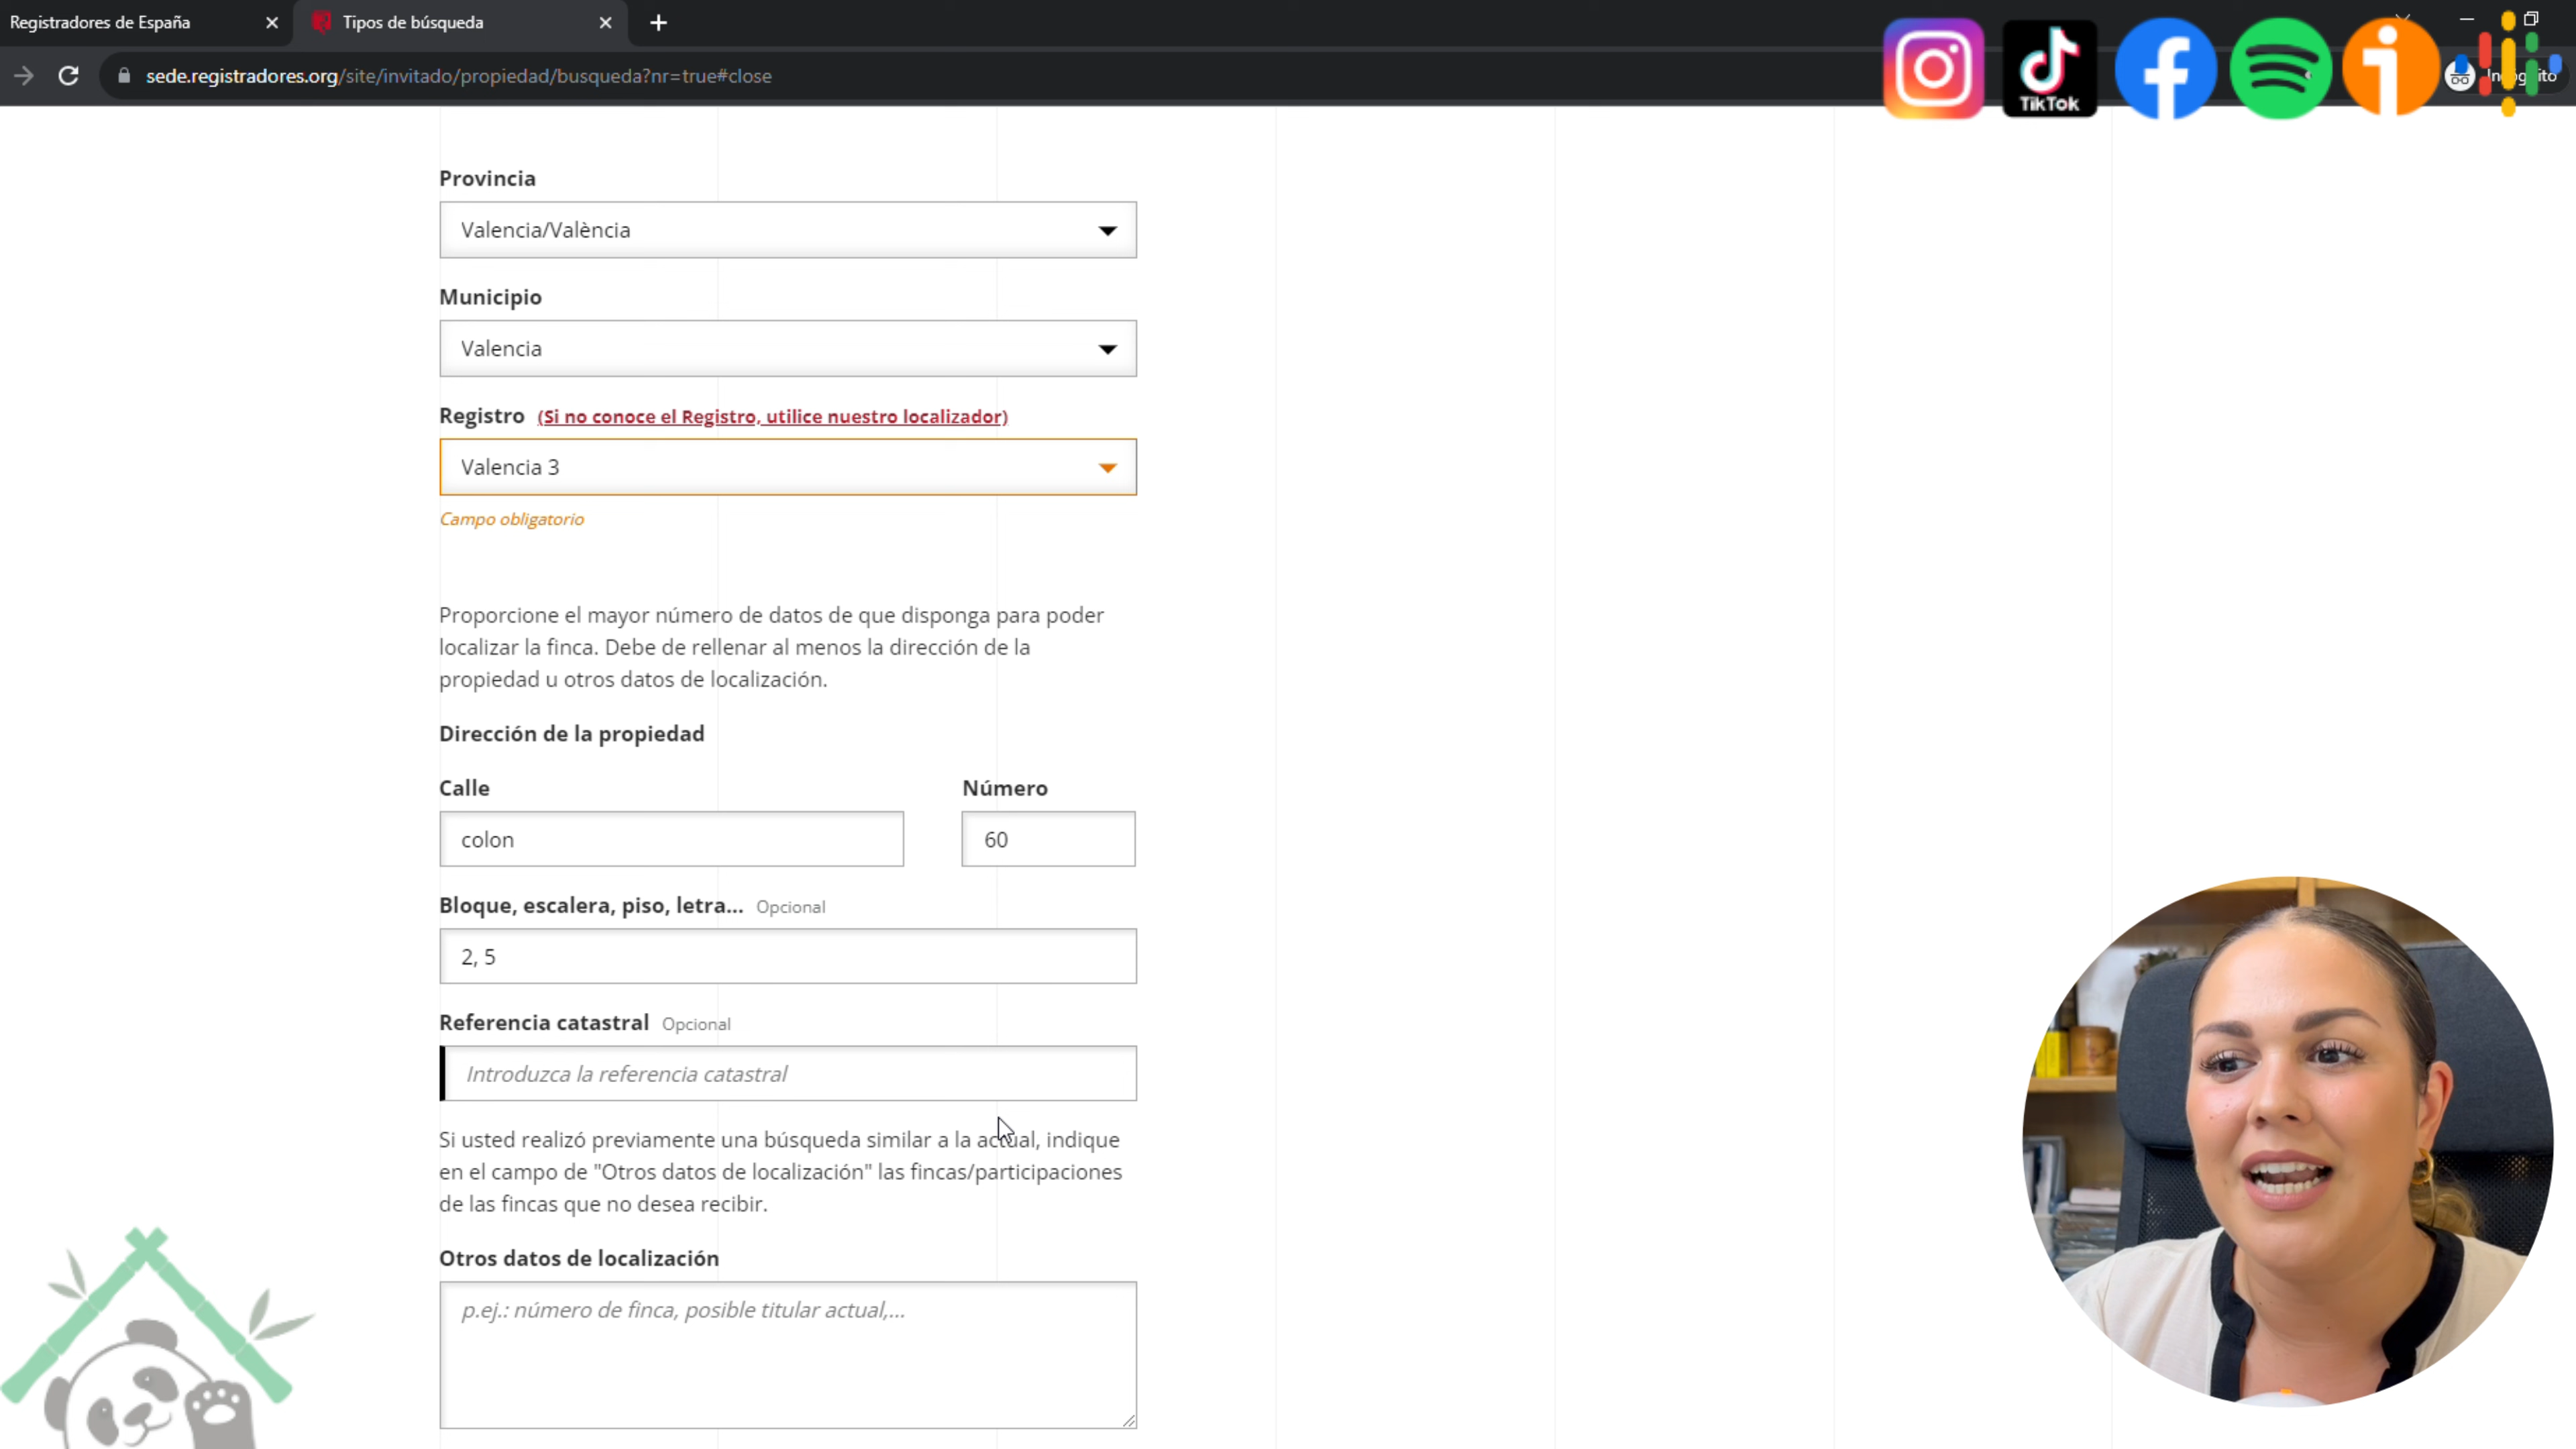 Registradores de España
Tipos de búsqueda
sede.registradores.org/site/invitado/propiedad/busqueda?nr=true#close
TikTok
Provincia
Valencia/València
Municipio
Valencia
Registro (Si no conoce el Registro, utilice nuestro localizador)
Valencia 3
Campo obligatorio
Proporcione el mayor número de datos de que disponga para poder
localizar la finca. Debe de rellenar al menos la dirección de la
propiedad u otros datos de localización.
Dirección de la propiedad
Calle Número
colon 60
Bloque, escalera, piso, letra... Opcional
2, 5
Referencia catastral Opcional
Introduzca la referencia catastral
Si usted realizó previamente una búsqueda similar a la actual, indique
en el campo de "Otros datos de localización" las fincas/participaciones
de las fincas que no desea recibir.
Otros datos de localización
p.ej.: número de finca, posible titular actual,...